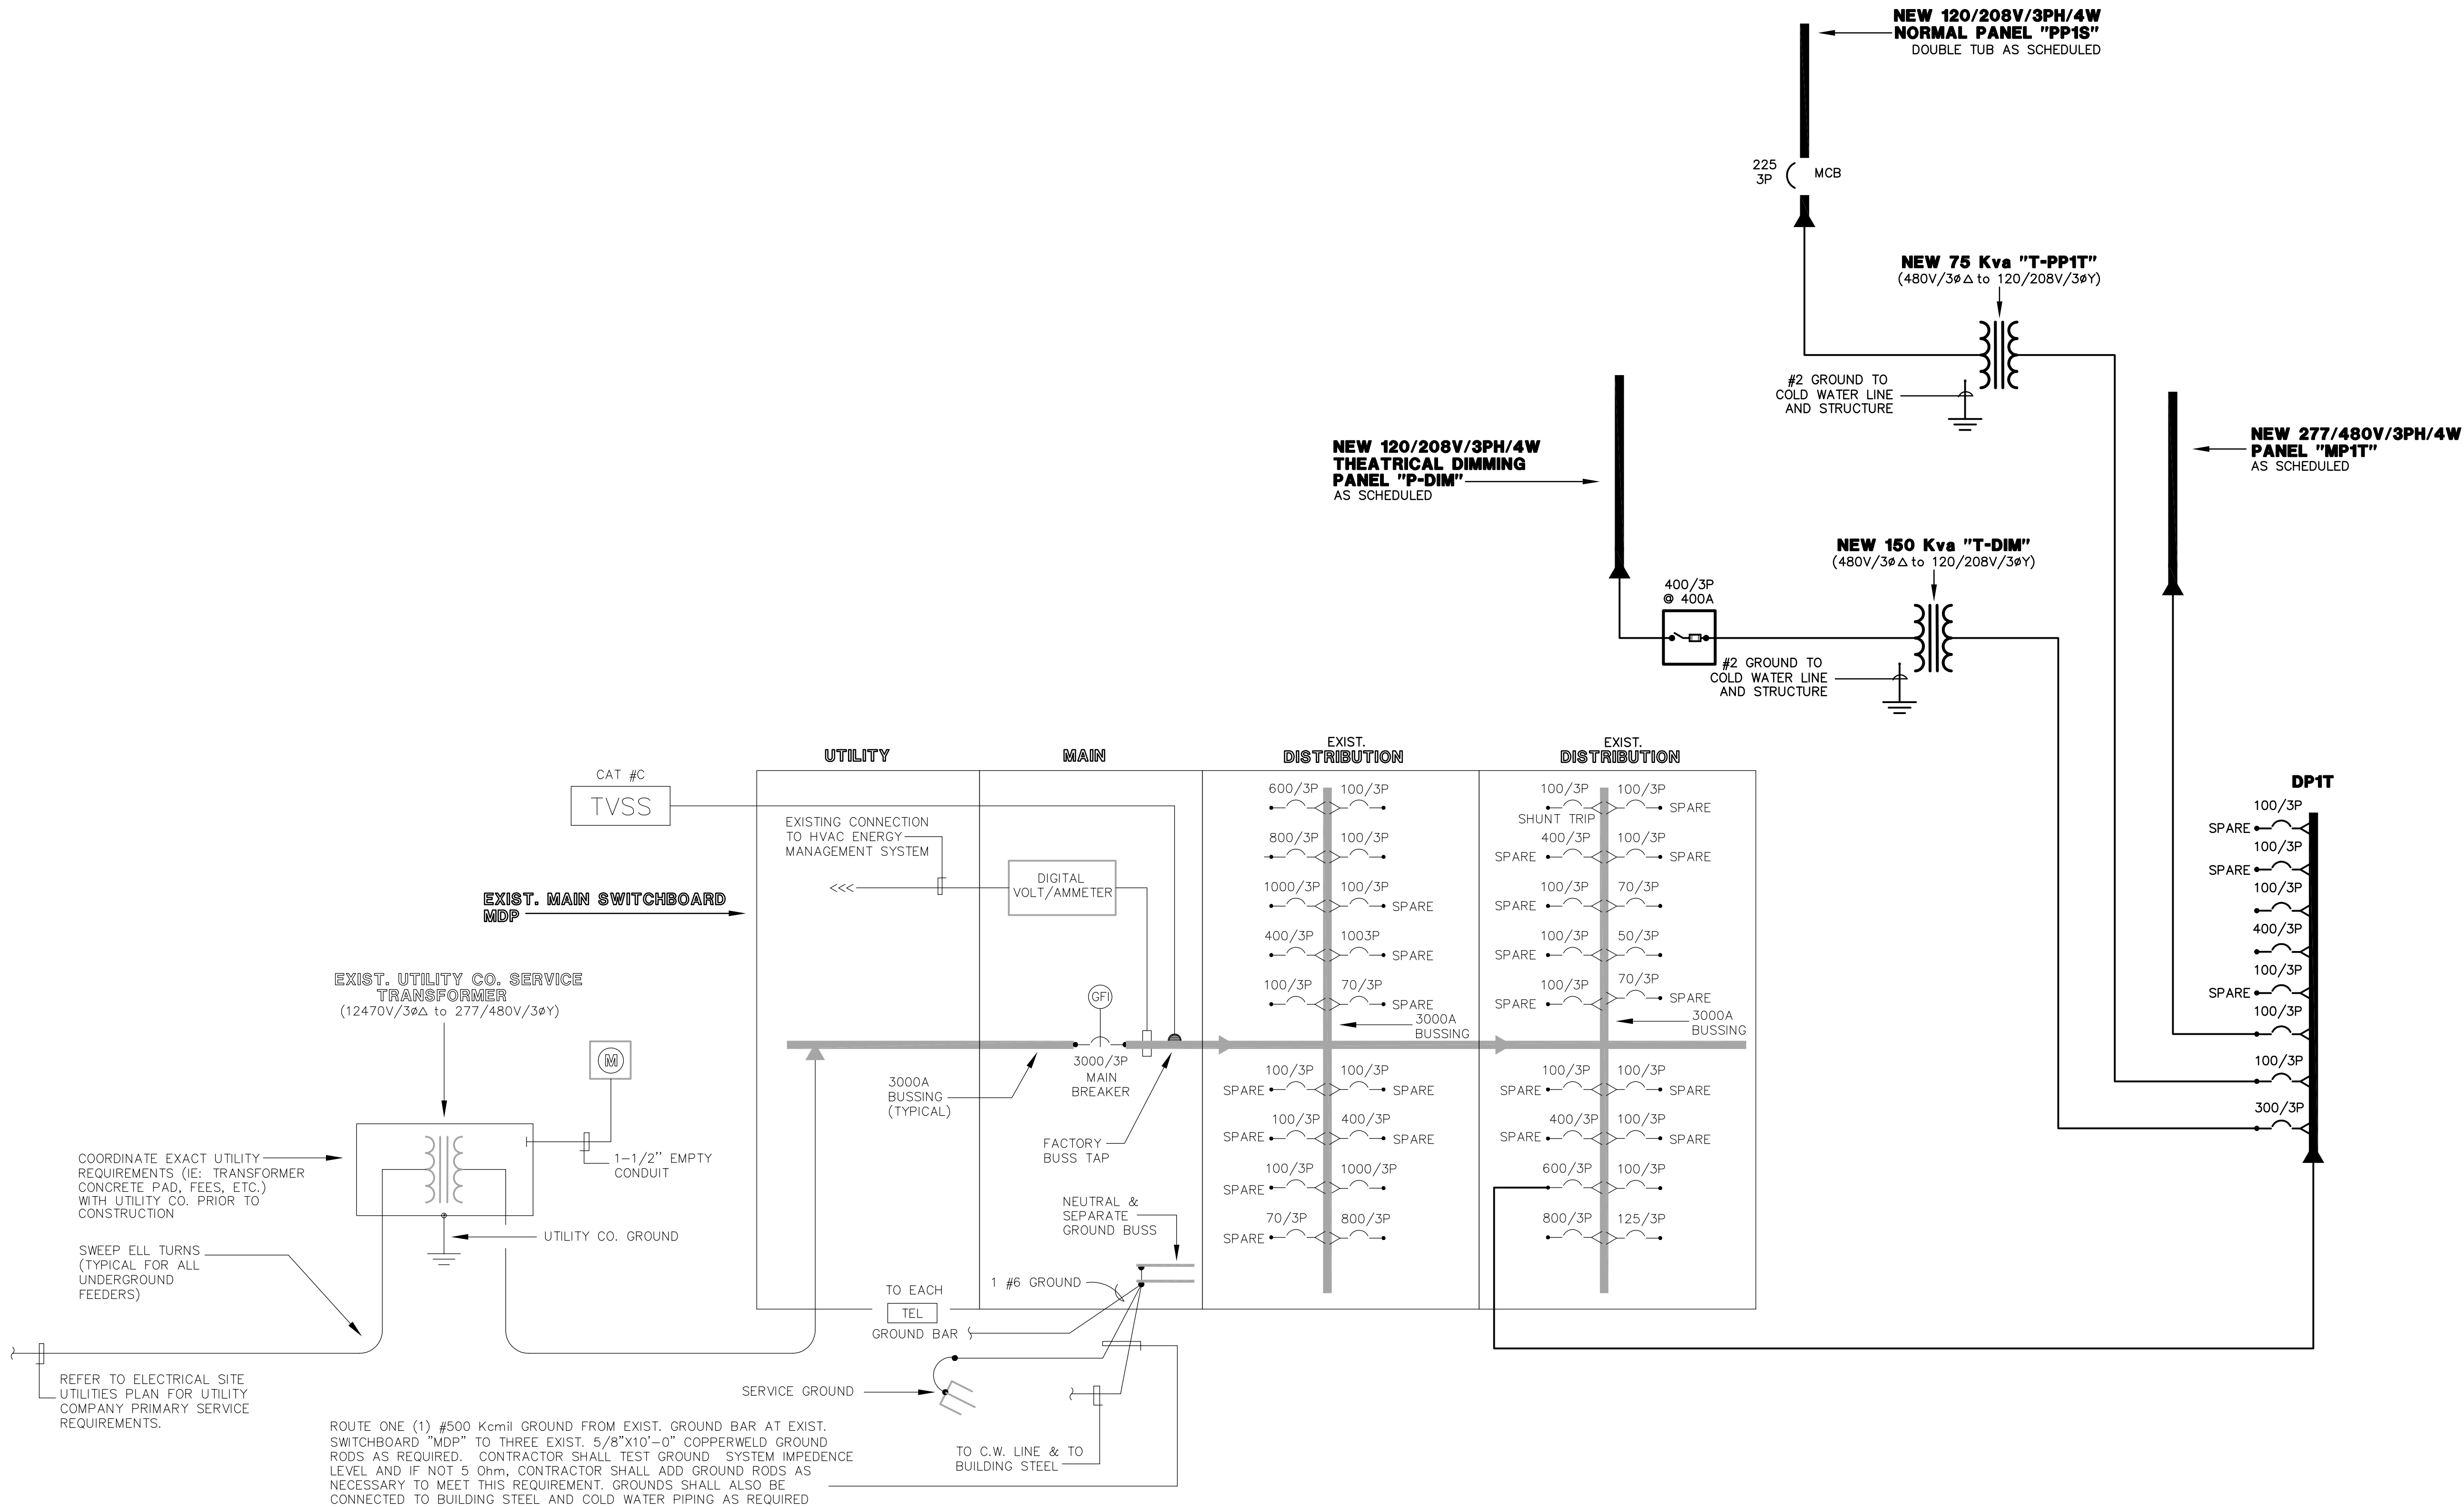 NEW 120/208V/3PH/4W
NORMAL PANEL "PP1S"
DOUBLE TUB AS SCHEDULED
225
3P
MCB
NEW 75 Kva "T-PP1T"
(480V/3ø△ to 120/208V/3øY)
#2 GROUND TO
COLD WATER LINE
AND STRUCTURE
NEW 120/208V/3PH/4W
THEATRICAL DIMMING
PANEL "P-DIM"
AS SCHEDULED
NEW 277/480V/3PH/4W
PANEL "MP1T"
AS SCHEDULED
NEW 150 Kva "T-DIM"
(480V/3ø△ to 120/208V/3øY)
400/3P
@ 400A
#2 GROUND TO
COLD WATER LINE
AND STRUCTURE
UTILITY
MAIN
EXIST.
DISTRIBUTION
EXIST.
DISTRIBUTION
CAT #C
TVSS
EXISTING CONNECTION
TO HVAC ENERGY
MANAGEMENT SYSTEM
<<<
DIGITAL
VOLT/AMMETER
EXIST. MAIN SWITCHBOARD
MDP
EXIST. UTILITY CO. SERVICE
TRANSFORMER
(12470V/3ø△ to 277/480V/3øY)
M
GFI
3000/3P
MAIN
BREAKER
3000A
BUSSING
(TYPICAL)
FACTORY
BUSS TAP
NEUTRAL &
SEPARATE
GROUND BUSS
1 #6 GROUND
600/3P 100/3P
800/3P 100/3P
1000/3P 100/3P
SPARE
400/3P 1003P
SPARE
100/3P 70/3P
SPARE
3000A
BUSSING
100/3P 100/3P
SPARE SPARE
100/3P 400/3P
SPARE SPARE
100/3P 1000/3P
SPARE
70/3P 800/3P
SPARE
100/3P 100/3P
SPARE
SHUNT TRIP
400/3P 100/3P
SPARE SPARE
100/3P 70/3P
SPARE
100/3P 50/3P
SPARE
100/3P 70/3P
SPARE SPARE
3000A
BUSSING
100/3P 100/3P
SPARE SPARE
400/3P 100/3P
SPARE SPARE
600/3P 100/3P
800/3P 125/3P
DP1T
100/3P
SPARE
100/3P
SPARE
100/3P
400/3P
100/3P
SPARE
100/3P
100/3P
300/3P
COORDINATE EXACT UTILITY
REQUIREMENTS (IE: TRANSFORMER
CONCRETE PAD, FEES, ETC.)
WITH UTILITY CO. PRIOR TO
CONSTRUCTION
1-1/2" EMPTY
CONDUIT
UTILITY CO. GROUND
SWEEP ELL TURNS
(TYPICAL FOR ALL
UNDERGROUND
FEEDERS)
TO EACH
TEL
GROUND BAR
REFER TO ELECTRICAL SITE
UTILITIES PLAN FOR UTILITY
COMPANY PRIMARY SERVICE
REQUIREMENTS.
SERVICE GROUND
TO C.W. LINE & TO
BUILDING STEEL
ROUTE ONE (1) #500 Kcmil GROUND FROM EXIST. GROUND BAR AT EXIST.
SWITCHBOARD "MDP" TO THREE EXIST. 5/8"X10'-0" COPPERWELD GROUND
RODS AS REQUIRED. CONTRACTOR SHALL TEST GROUND SYSTEM IMPEDENCE
LEVEL AND IF NOT 5 Ohm, CONTRACTOR SHALL ADD GROUND RODS AS
NECESSARY TO MEET THIS REQUIREMENT. GROUNDS SHALL ALSO BE
CONNECTED TO BUILDING STEEL AND COLD WATER PIPING AS REQUIRED